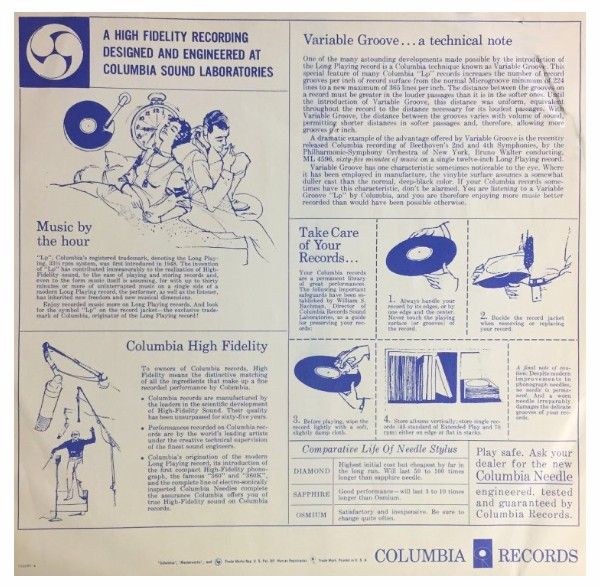 A HIGH FIDELITY RECORDING
DESIGNED AND ENGINEERED AT
COLUMBIA SOUND LABORATORIES
Music by
the hour
"Lp", Columbia's registered trademark, denoting the Long Play-
ing, 33⅓ rpm system, was first introduced in 1948. The invention
of "Lp" has contributed immeasurably to the realization of High-
Fidelity sound, to the ease of playing and storing records and,
even to the form music itself is assuming, for with up to thirty
minutes or more of uninterrupted music on a single side of a
modern Long Playing record, the performer, as well as the listener,
has inherited new freedom and new musical dimensions.
Enjoy recorded music more on Long Playing records. And look
for the symbol "Lp" on the record jacket—the exclusive trade-
mark of Columbia, originator of the Long Playing record!
Columbia High Fidelity
To owners of Columbia records, High
Fidelity means the distinctive matching
of all the ingredients that make up a fine
recorded performance by Columbia.
• Columbia records are manufactured by
the leaders in the scientific development
of High-Fidelity Sound. Their quality
has been unsurpassed for sixty-five years.
• Performances recorded on Columbia rec-
ords are by the world's leading artists
under the creative technical supervision
of the finest sound engineers.
• Columbia's origination of the modern
Long Playing record, its introduction of
the first compact High-Fidelity phono-
graph, the famous "360" and "360K",
and the complete line of electro-sonically
inspected Columbia Needles complete
the assurance Columbia offers you of
true High-Fidelity sound on Columbia
records.
Variable Groove...a technical note
One of the many astounding developments made possible by the introduction of
the Long Playing record is a Columbia technique known as Variable Groove. This
special feature of many Columbia "Lp" records increases the number of record
grooves per inch of record surface from the normal Microgroove minimum of 224
lines to a new maximum of 365 lines per inch. The distance between the grooves of
a record must be greater in the louder passages than it is in the softer ones. Until
the introduction of Variable Groove, this distance was uniform, equivalent
throughout the record to the distance necessary for its loudest passages. With
Variable Groove, the distance between the grooves varies with volume of sound,
permitting shorter distances in softer passages and, therefore, allowing more
grooves per inch.
A dramatic example of the advantage offered by Variable Groove is the recently
released Columbia recording of Beethoven's 2nd and 4th Symphonies, by the
Philharmonic-Symphony Orchestra of New York, Bruno Walter conducting,
ML 4596, sixty-five minutes of music on a single twelve-inch Long Playing record.
Variable Groove has one characteristic sometimes noticeable to the eye. Where
it has been employed in manufacture, the vinylite surface assumes a somewhat
duller cast than the normal, deep-black color. If your Columbia records some-
times have this characteristic, don't be alarmed. You are listening to a Variable
Groove "Lp" by Columbia, and you are therefore enjoying more music better
recorded than would have been possible otherwise.
Take Care
of Your
Records...
Your Columbia records
are a permanent library
of great performances.
The following important
safeguards have been es-
tablished by William S.
Bachman, Director of
Columbia Records Sound
Laboratories, as a guide
for preserving your rec-
ords:
1. Always handle your
record by its edges, or by
one edge and the center.
Never touch the playing
surface (or grooves) of
the record.
2. Buckle the record jacket
when removing or replacing
your record.
3. Before playing, wipe the
record lightly with a soft,
slightly damp cloth.
4. Store albums vertically; store single
records (45 standard or Extended Play and 78
rpm) either on edge or flat in stacks.
A final note of cau-
tion. Despite modern
improvements in
phonograph needles,
no needle is perma-
nent. And a worn
needle irreparably
damages the delicate
grooves of your rec-
ords.
Comparative Life Of Needle Stylus
DIAMOND Highest initial cost but cheapest by far in
the long run. Will last 50 to 100 times
longer than sapphire needle.
SAPPHIRE Good performance—will last 3 to 10 times
longer than Osmium.
OSMIUM Satisfactory and inexpensive. Be sure to
change quite often.
Play safe. Ask your
dealer for the new
Columbia Needle
engineered, tested
and guaranteed by
Columbia Records.
"Columbia", Masterworks, and Trade Marks Reg. U. S. Pat. Off. Marcas Registradas Trade Mark. Printed in U. S. A.
COLUMBIA RECORDS